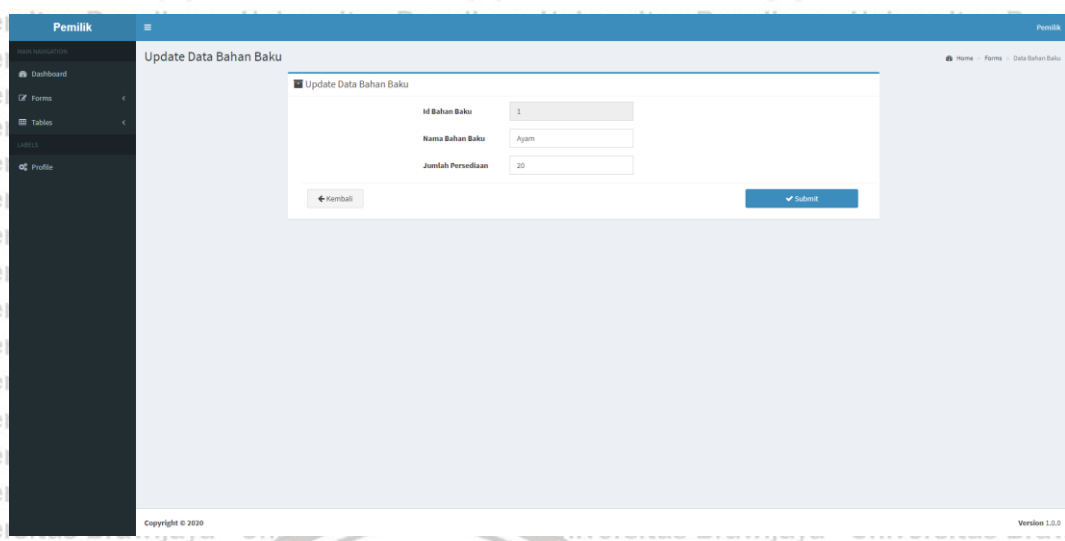 Pemilik
Pemilik
MAIN NAVIGATION
Dashboard
Forms
Tables
LABELS
Profile
Update Data Bahan Baku
Home > Forms > Data Bahan Baku
Update Data Bahan Baku
Id Bahan Baku 1
Nama Bahan Baku Ayam
Jumlah Persediaan 20
Kembali
Submit
Copyright © 2020
Version 1.0.0